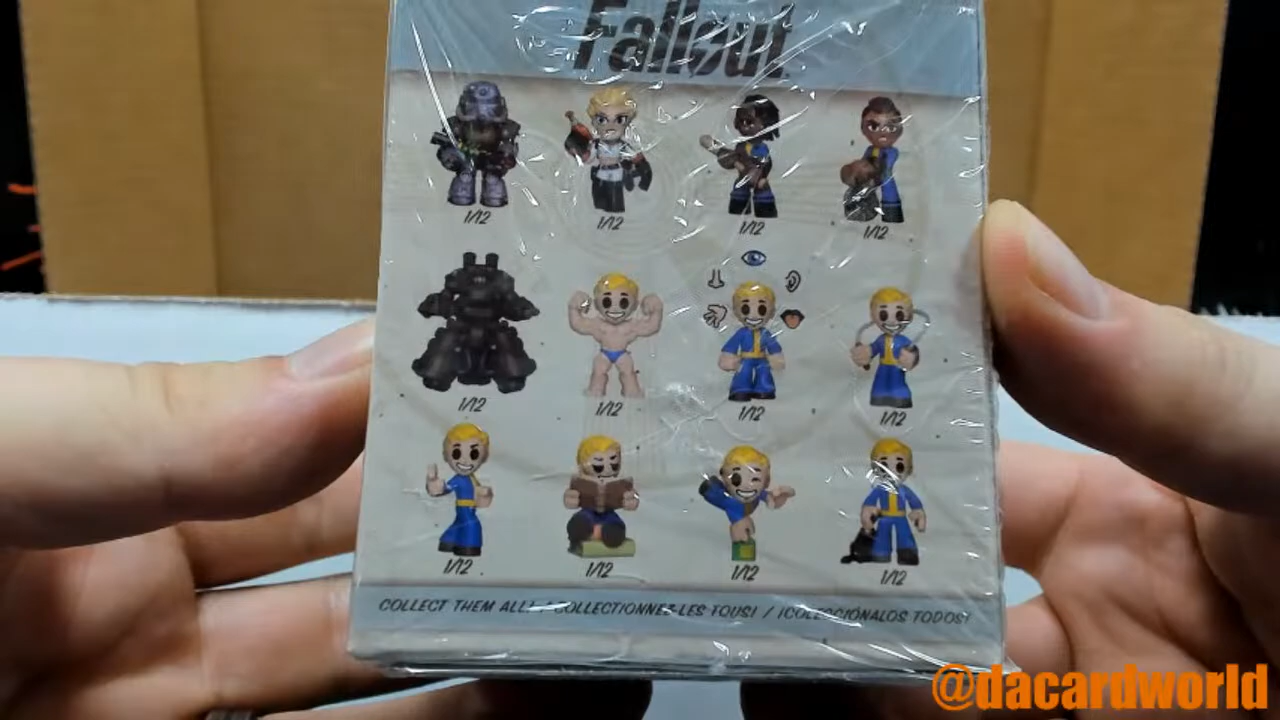 Fallout
1/12 1/12 1/12 1/12
1/12 1/12 1/12 1/12
1/12 1/12 1/12 1/12
COLLECT THEM ALL! / ¡COLLECTIONNEZ-LES TOUS! / ¡COLECCIÓNALOS TODOS!
@dacardworld